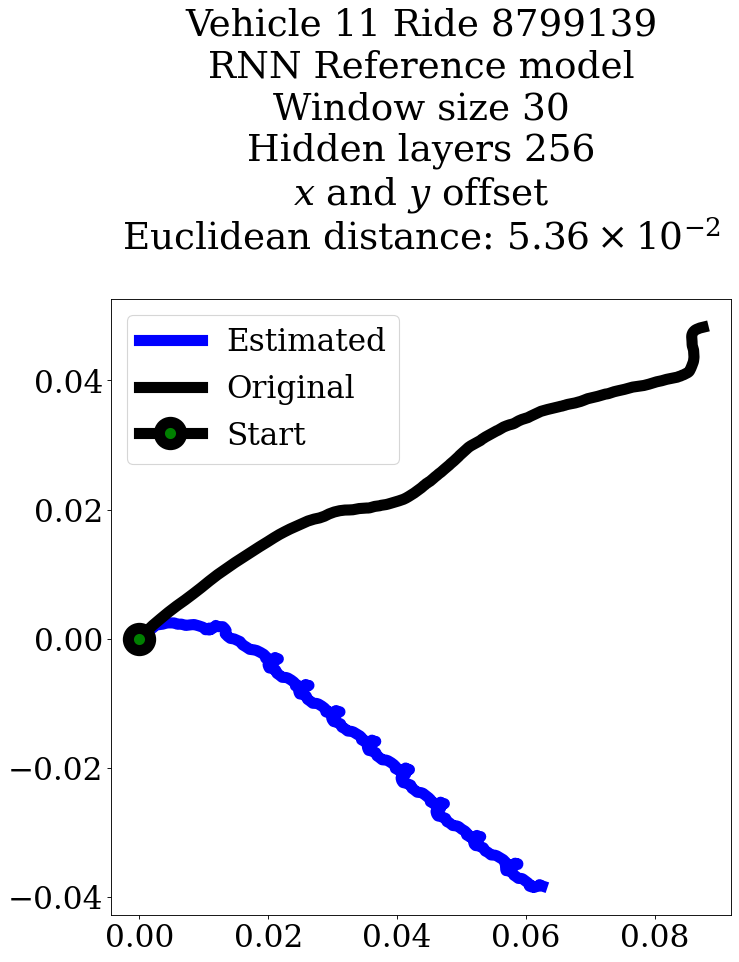 Vehicle 11 Ride 8799139
RNN Reference model
Window size 30
Hidden layers 256
x and y offset
Euclidean distance: 5.36 × 10⁻²
Estimated
Original
Start
0.04
0.02
0.00
−0.02
−0.04
0.00 0.02 0.04 0.06 0.08